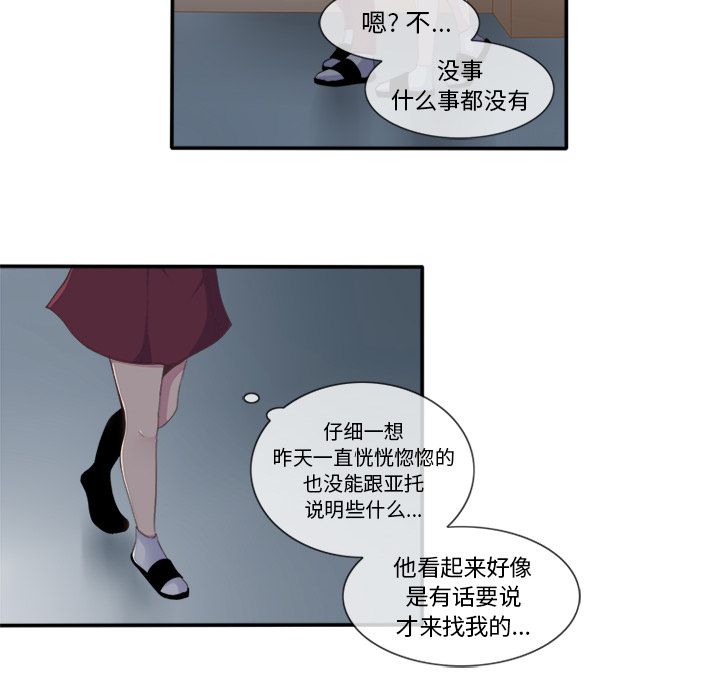 嗯? 不...
没事
什么事都没有
仔细一想
昨天一直恍恍惚惚的
也没能跟亚托
说明些什么...
他看起来好像
是有话要说
才来找我的...